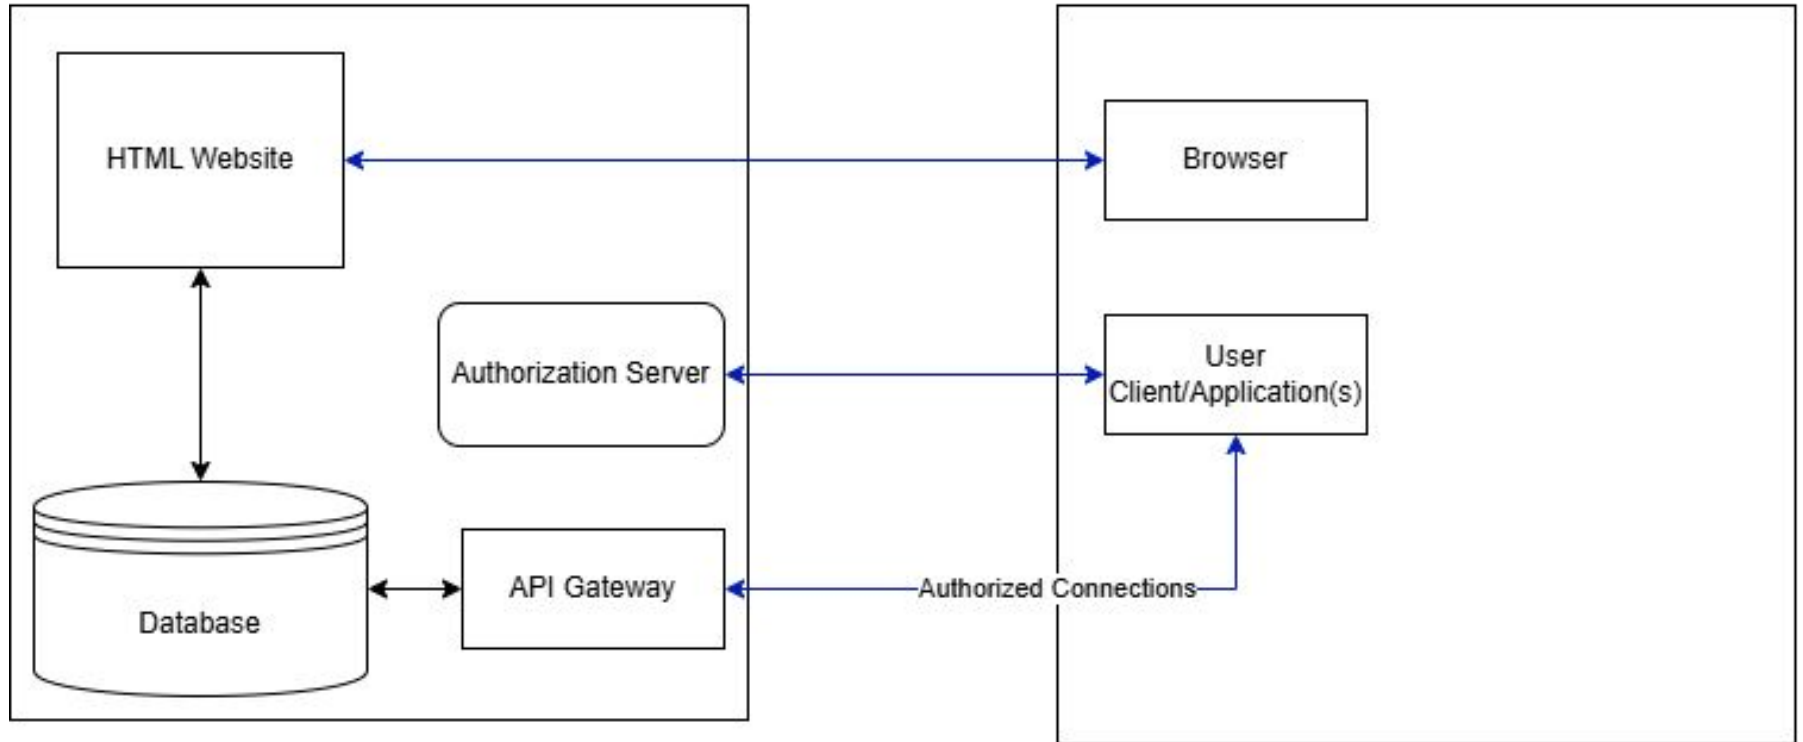 HTML Website
Browser
Authorization Server
User
Client/Application(s)
API Gateway
Authorized Connections
Database